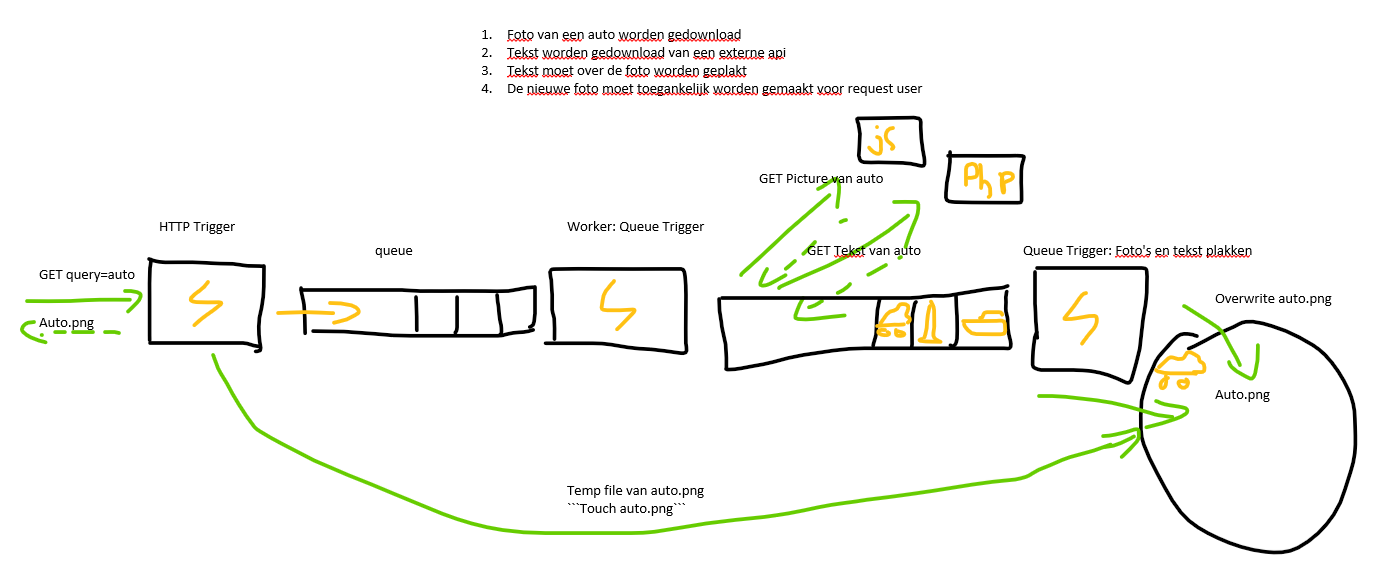 1. Foto van een auto worden gedownload
2. Tekst worden gedownload van een externe api
3. Tekst moet over de foto worden geplakt
4. De nieuwe foto moet toegankelijk worden gemaakt voor request user
js
Php
GET Picture van auto
HTTP Trigger
Worker: Queue Trigger
queue
GET Tekst van auto
Queue Trigger: Foto's en tekst plakken
GET query=auto
Auto.png
Overwrite auto.png
Auto.png
Temp file van auto.png
```Touch auto.png```